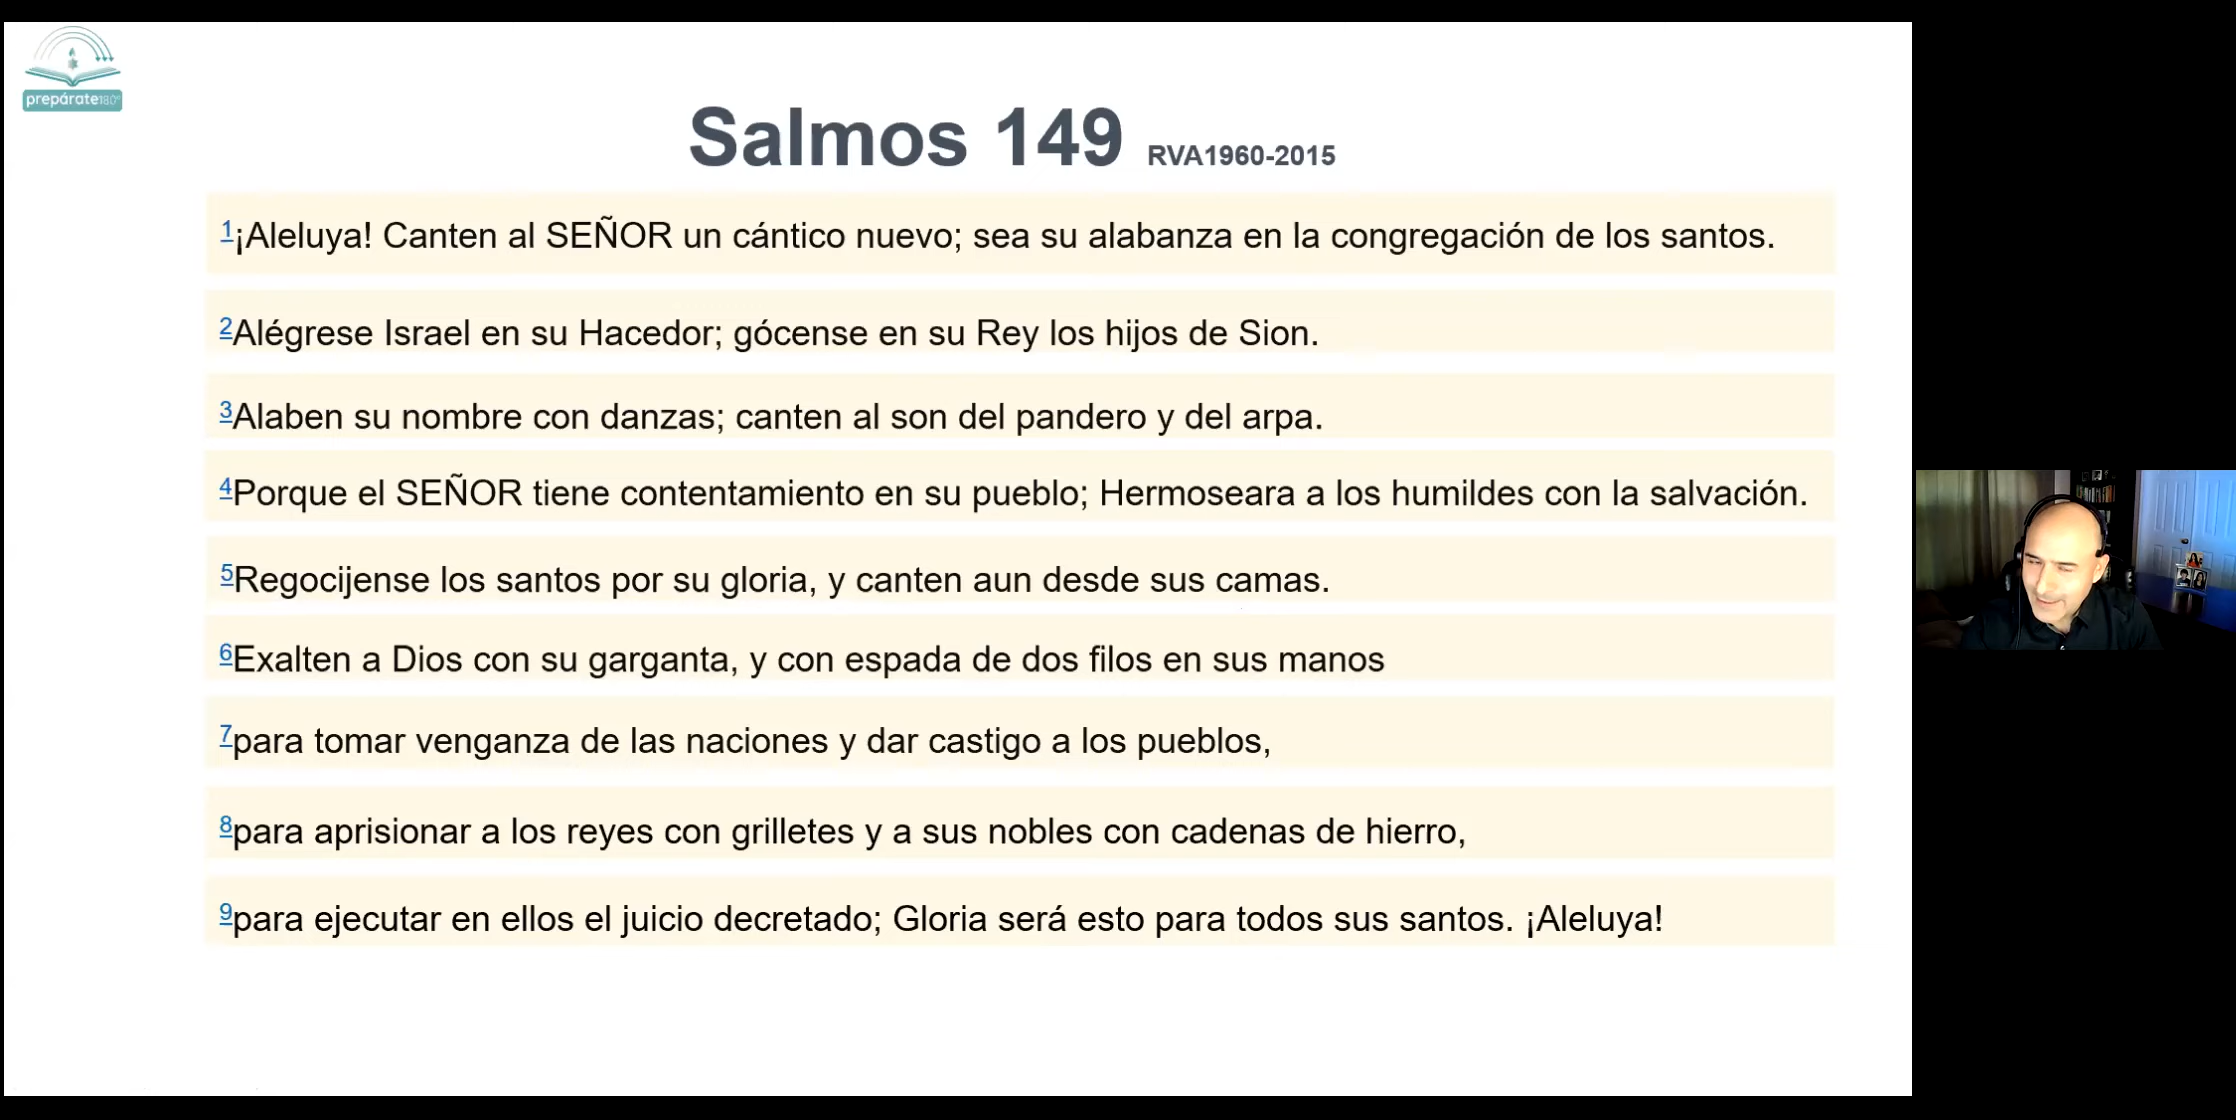 prepárate180°
Salmos 149 RVA1960-2015
1¡Aleluya! Canten al SEÑOR un cántico nuevo; sea su alabanza en la congregación de los santos.
2Alégrese Israel en su Hacedor; gócense en su Rey los hijos de Sion.
3Alaben su nombre con danzas; canten al son del pandero y del arpa.
4Porque el SEÑOR tiene contentamiento en su pueblo; Hermoseara a los humildes con la salvación.
5Regocijense los santos por su gloria, y canten aun desde sus camas.
6Exalten a Dios con su garganta, y con espada de dos filos en sus manos
7para tomar venganza de las naciones y dar castigo a los pueblos,
8para aprisionar a los reyes con grilletes y a sus nobles con cadenas de hierro,
9para ejecutar en ellos el juicio decretado; Gloria será esto para todos sus santos. ¡Aleluya!